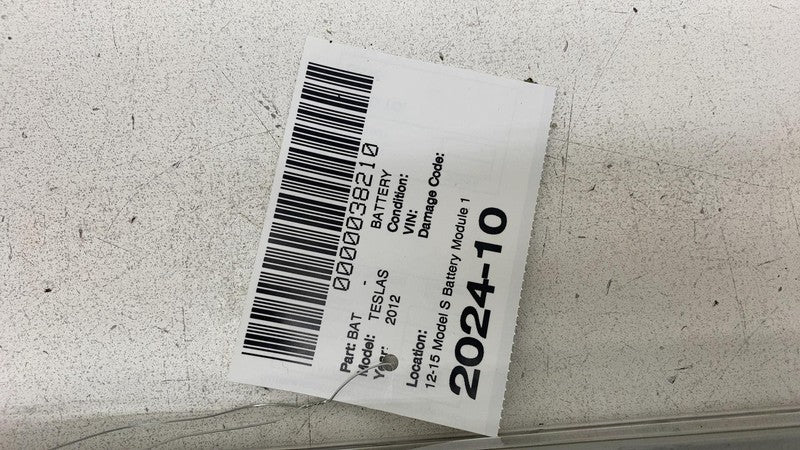 0000038210
Part: BAT - BATTERY
Model: TESLAS Condition:
Year: 2012 VIN:
Damage Code:
Location:
12-15 Model S Battery Module 1
2024-10